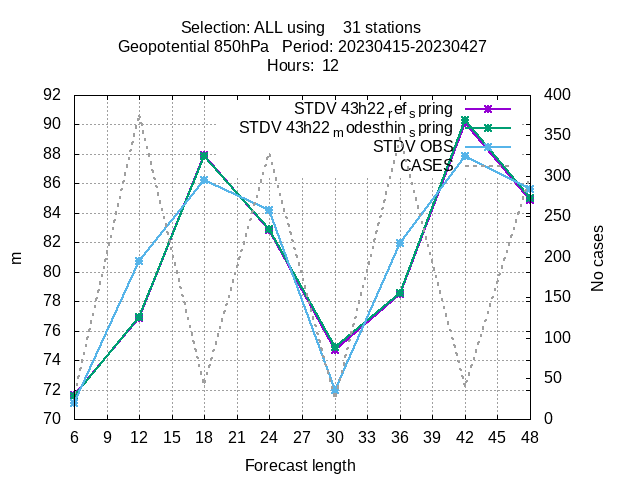 Selection: ALL using    31 stations
Geopotential 850hPa   Period: 20230415-20230427
Hours:  12
STDV 43h22_ref_spring
STDV 43h22_modesthin_spring
STDV OBS
CASES
92
90
88
86
84
82
80
78
76
74
72
70
400
350
300
250
200
150
100
50
0
m
No cases
6 9 12 15 18 21 24 27 30 33 36 39 42 45 48
Forecast length